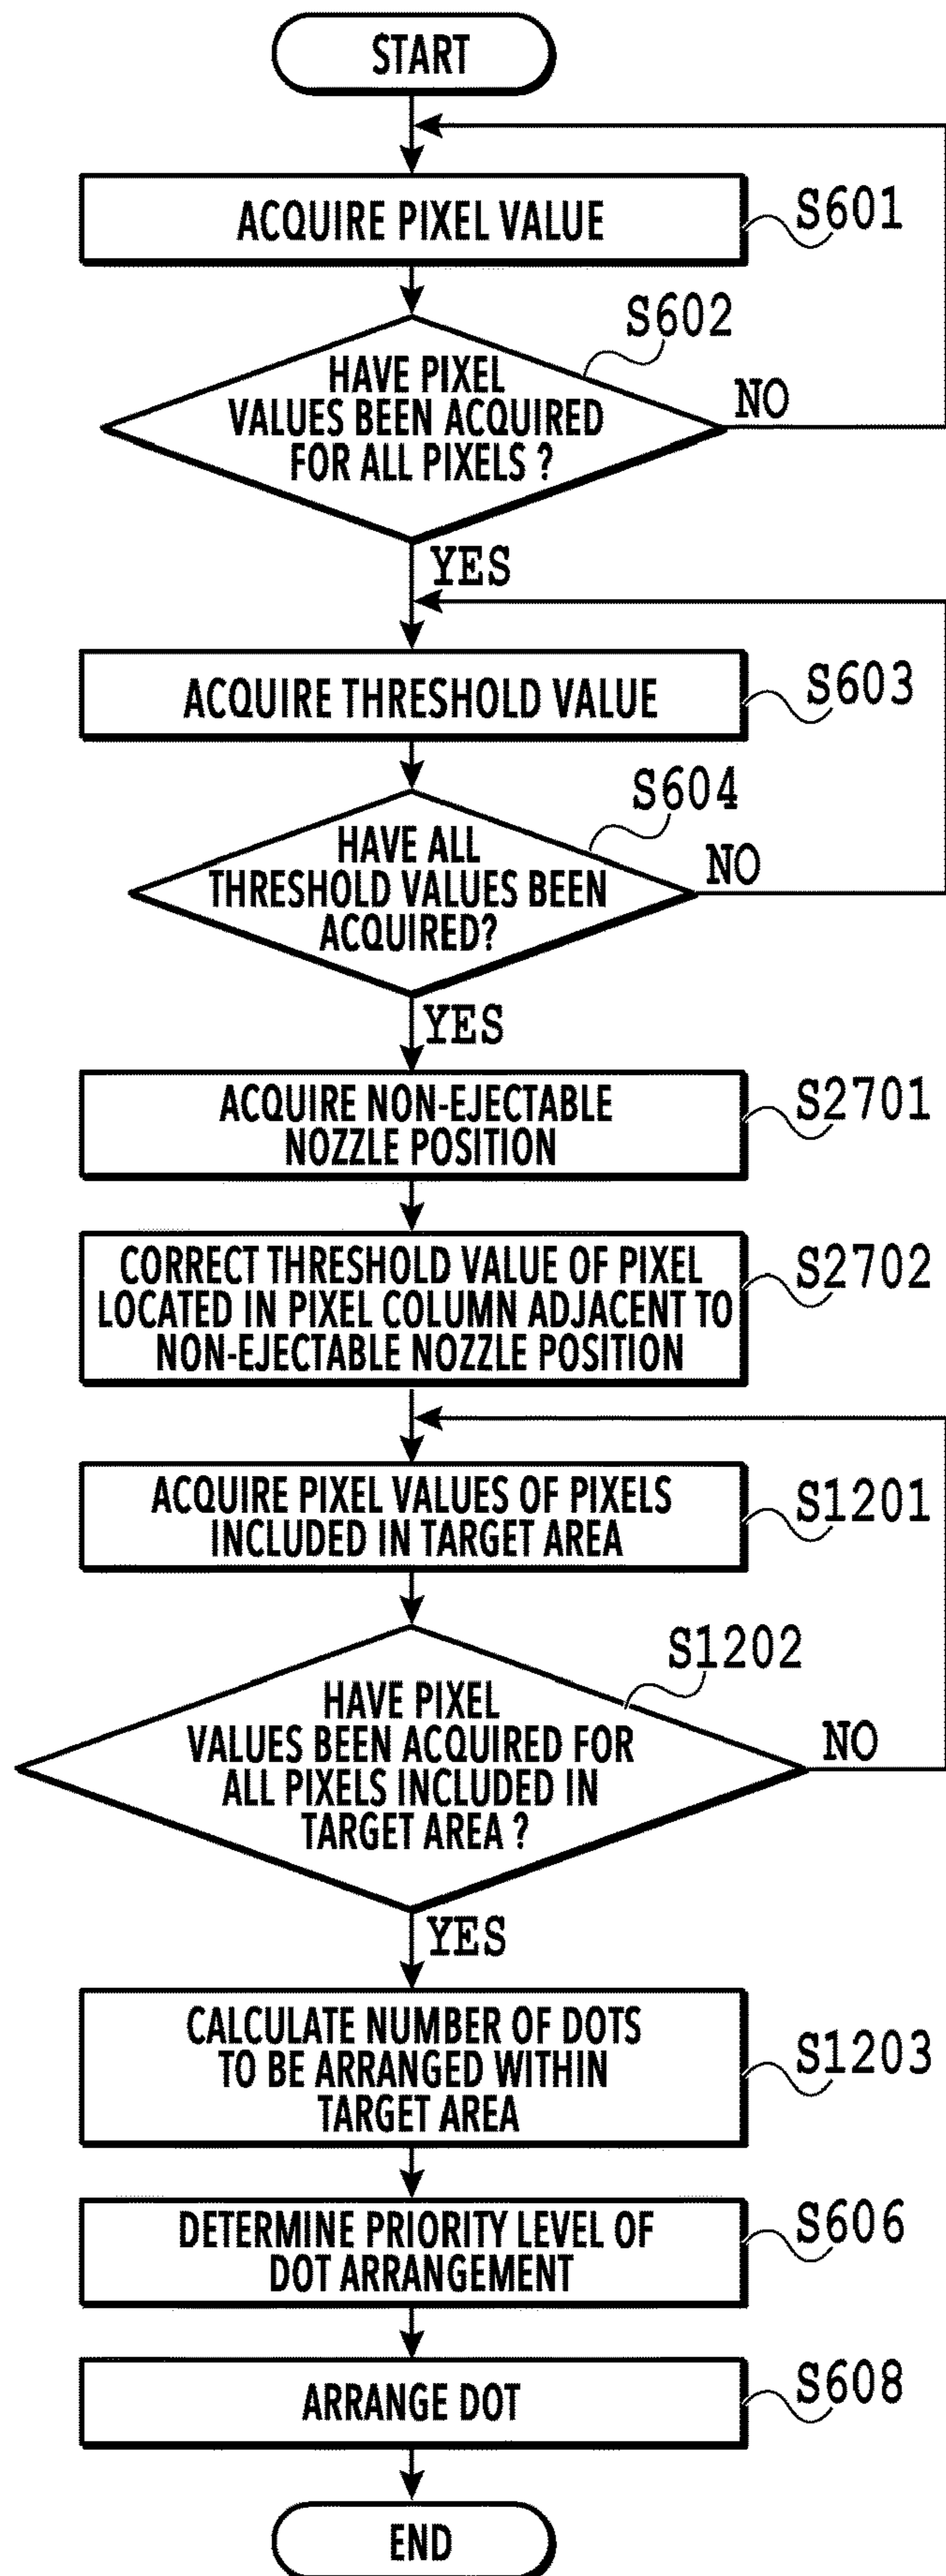 START
ACQUIRE PIXEL VALUE
S601
S602
HAVE PIXEL
VALUES BEEN ACQUIRED
FOR ALL PIXELS ?
NO
YES
ACQUIRE THRESHOLD VALUE
S603
S604
HAVE ALL
THRESHOLD VALUES BEEN
ACQUIRED?
NO
YES
ACQUIRE NON-EJECTABLE
NOZZLE POSITION
S2701
CORRECT THRESHOLD VALUE OF PIXEL
LOCATED IN PIXEL COLUMN ADJACENT TO
NON-EJECTABLE NOZZLE POSITION
S2702
ACQUIRE PIXEL VALUES OF PIXELS
INCLUDED IN TARGET AREA
S1201
S1202
HAVE PIXEL
VALUES BEEN ACQUIRED FOR
ALL PIXELS INCLUDED IN
TARGET AREA ?
NO
YES
CALCULATE NUMBER OF DOTS
TO BE ARRANGED WITHIN
TARGET AREA
S1203
DETERMINE PRIORITY LEVEL OF
DOT ARRANGEMENT
S606
ARRANGE DOT
S608
END